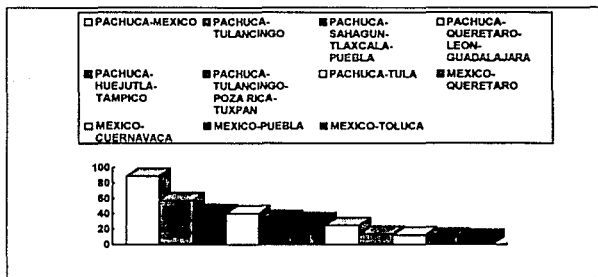 PACHUCA-MEXICO
PACHUCA-
TULANCINGO
PACHUCA-
SAHAGUN-
TLAXCALA-
PUEBLA
PACHUCA-
QUERETARO-
LEON-
GUADALAJARA
PACHUCA-
HUEJUTLA-
TAMPICO
PACHUCA-
TULANCINGO-
POZA RICA-
TUXPAN
PACHUCA-TULA
MEXICO-
QUERETARO
MEXICO-
CUERNAVACA
MEXICO-PUEBLA
MEXICO-TOLUCA
100
80
60
40
20
0